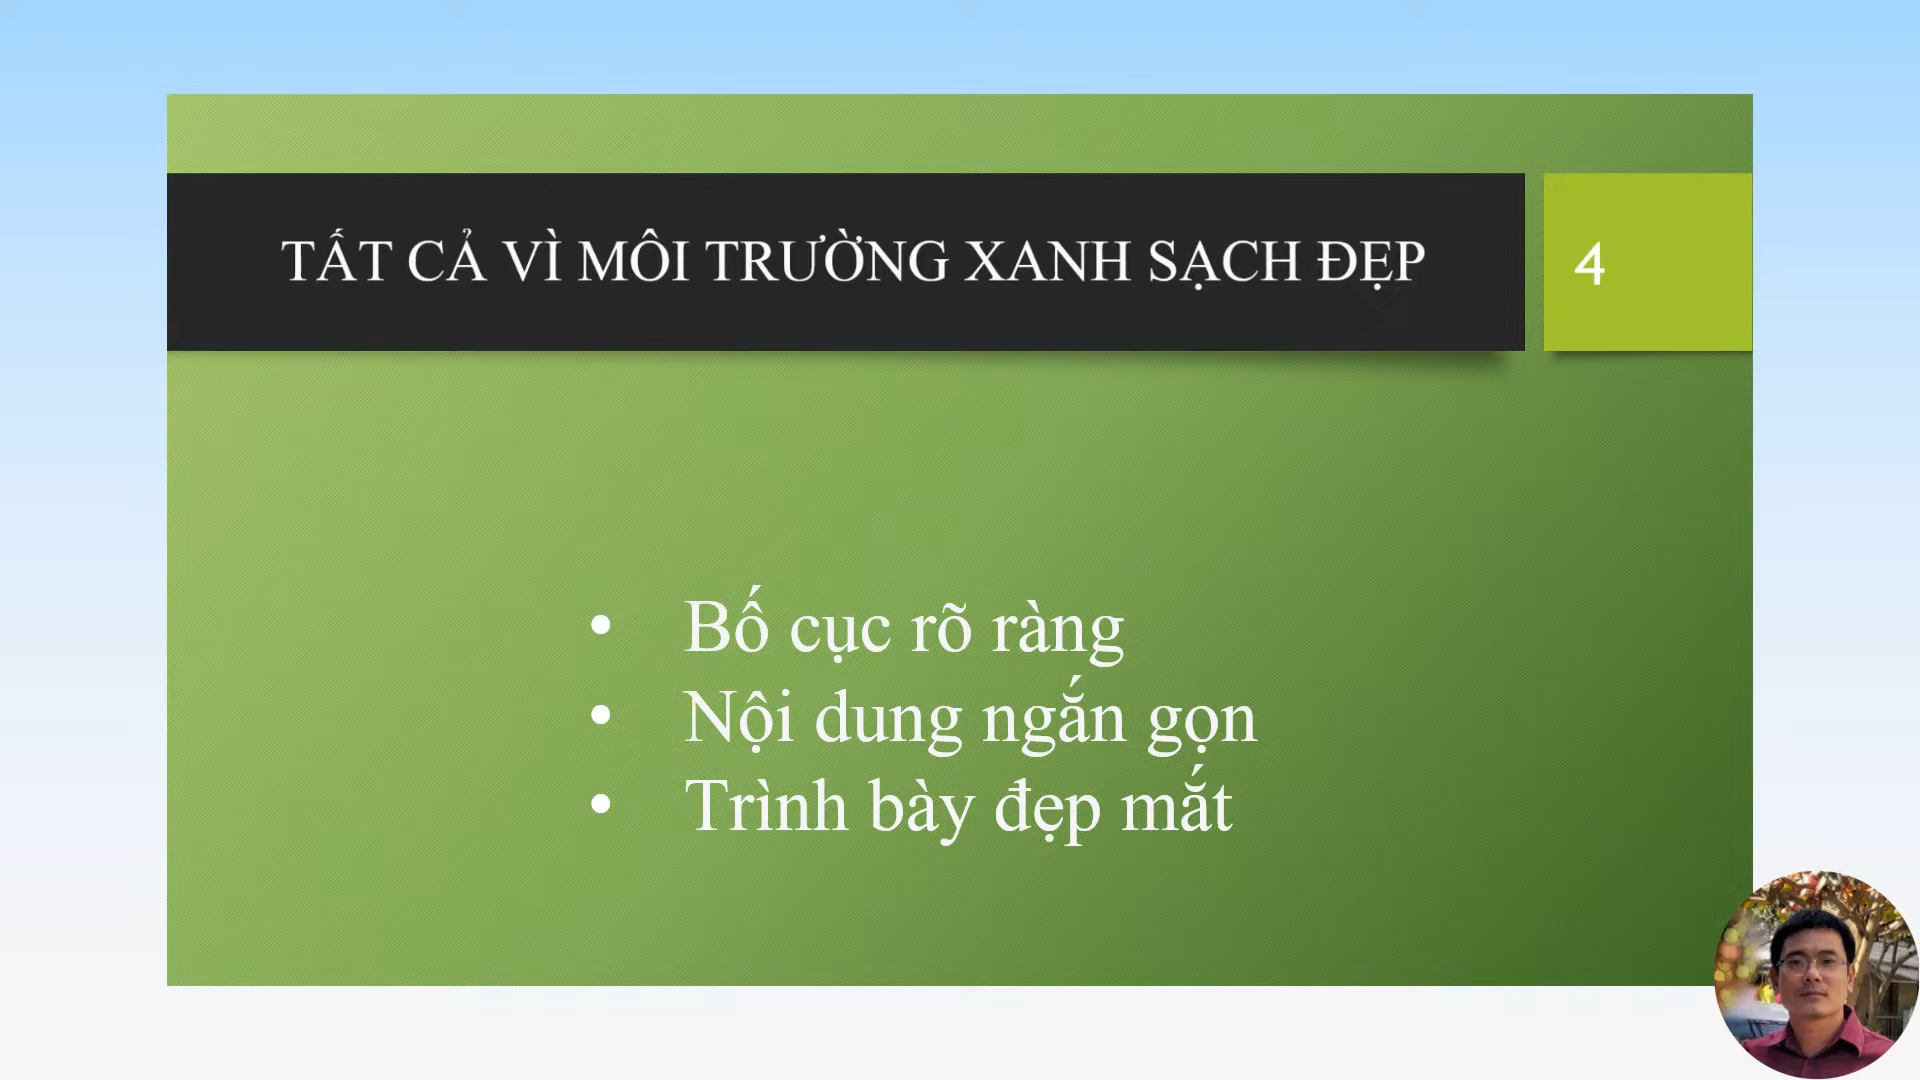 TẤT CẢ VÌ MÔI TRƯỜNG XANH SẠCH ĐẸP
4
• Bố cục rõ ràng
• Nội dung ngắn gọn
• Trình bày đẹp mắt